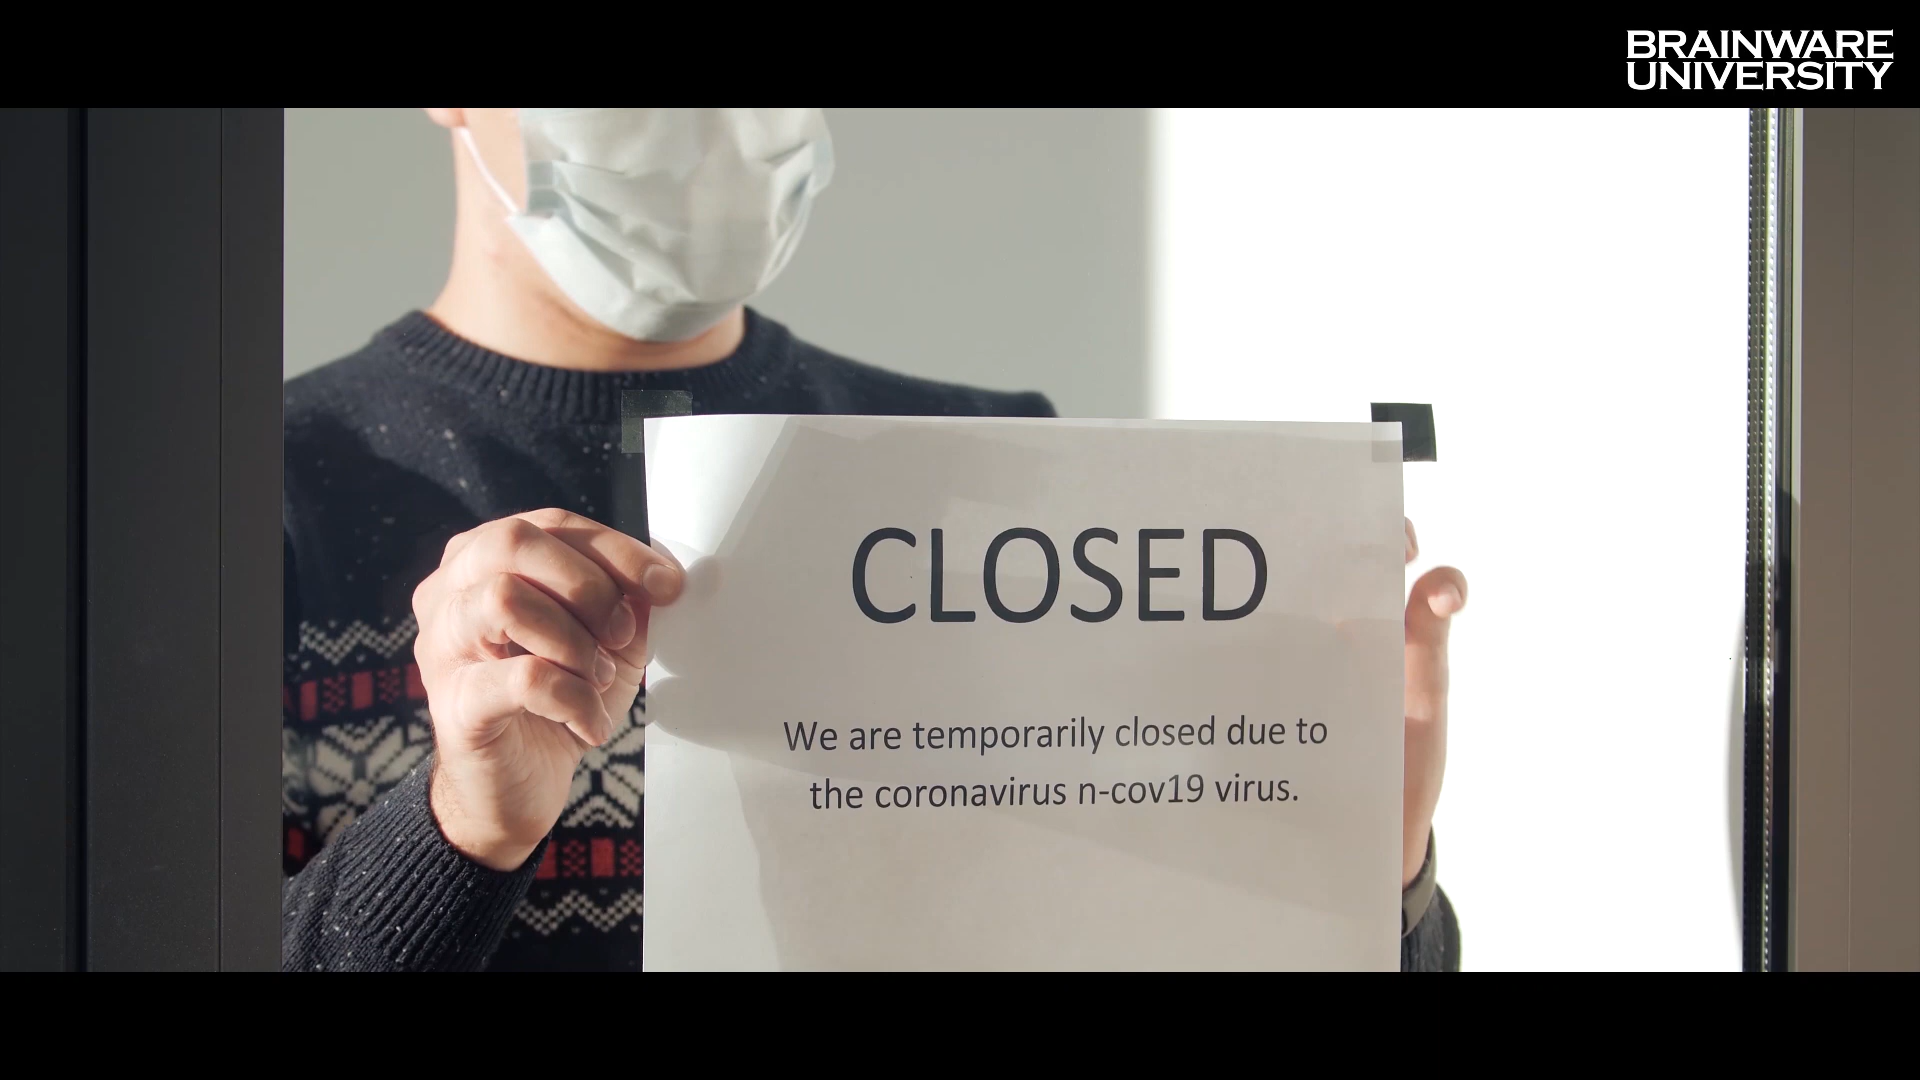 BRAINWARE
UNIVERSITY
CLOSED
We are temporarily closed due to
the coronavirus n-cov19 virus.